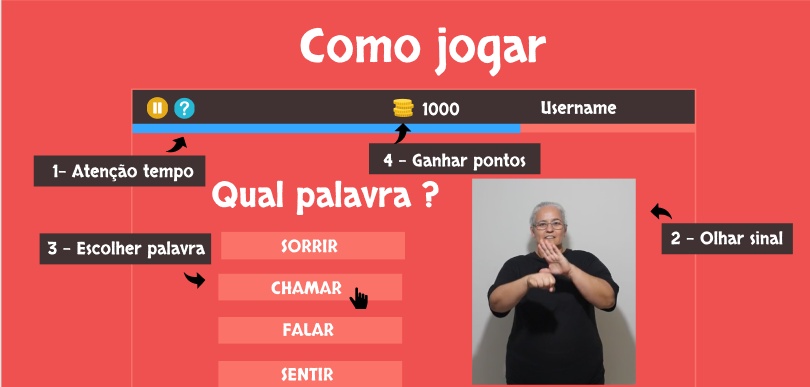 Como jogar
?
1000
Username
1- Atenção tempo
4 - Ganhar pontos
Qual palavra ?
2 - Olhar sinal
3 - Escolher palavra
SORRIR
CHAMAR
FALAR
SENTIR